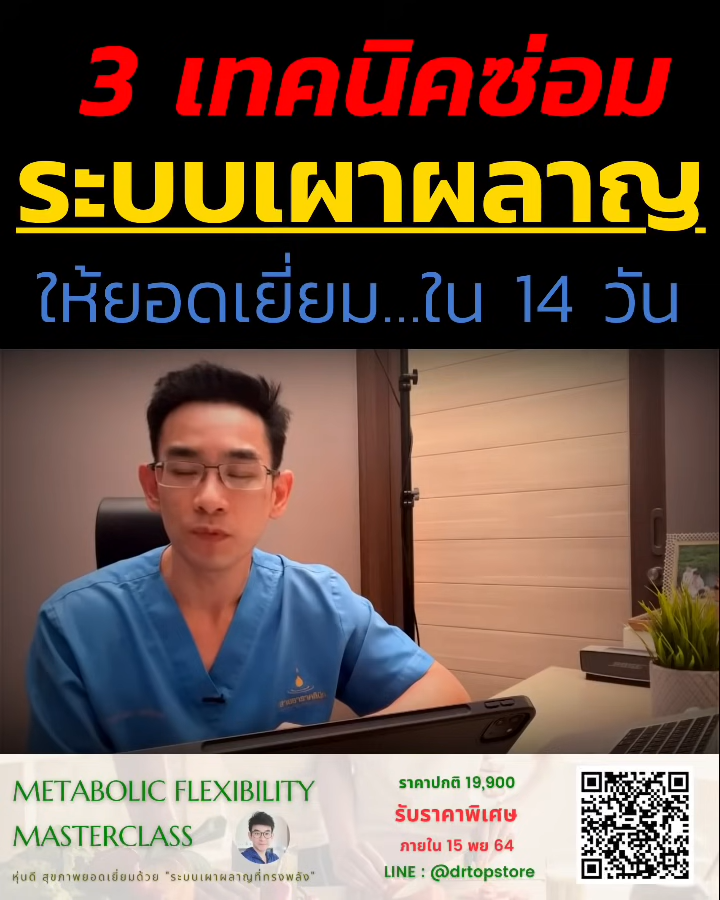 3 เทคนิคซ่อม
ระบบเผาผลาญ
ให้ยอดเยี่ยม...ใน 14 วัน
METABOLIC FLEXIBILITY
MASTERCLASS
หุ่นดี สุขภาพยอดเยี่ยมด้วย "ระบบเผาผลาญที่ทรงพลัง"
ราคาปกติ 19,900
รับราคาพิเศษ
ภายใน 15 พย 64
LINE : @drtopstore